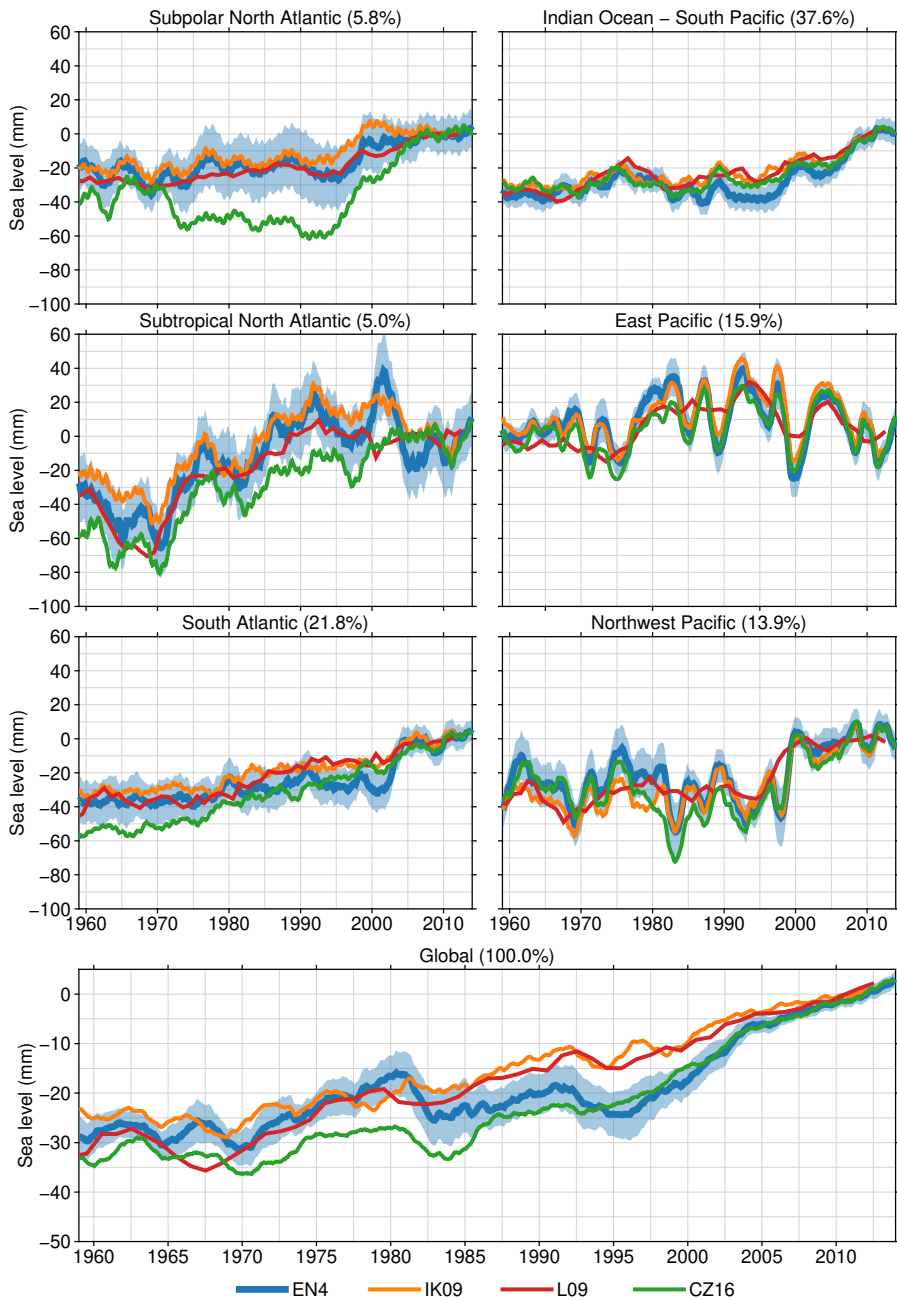 Subpolar North Atlantic (5.8%)
Indian Ocean − South Pacific (37.6%)
Sea level (mm)
60
40
20
0
−20
−40
−60
−80
−100
Subtropical North Atlantic (5.0%)
East Pacific (15.9%)
Sea level (mm)
60
40
20
0
−20
−40
−60
−80
−100
South Atlantic (21.8%)
Northwest Pacific (13.9%)
Sea level (mm)
60
40
20
0
−20
−40
−60
−80
−100
1960 1970 1980 1990 2000 2010
1960 1970 1980 1990 2000 2010
Global (100.0%)
Sea level (mm)
0
−10
−20
−30
−40
−50
1960 1965 1970 1975 1980 1985 1990 1995 2000 2005 2010
EN4 IK09 L09 CZ16